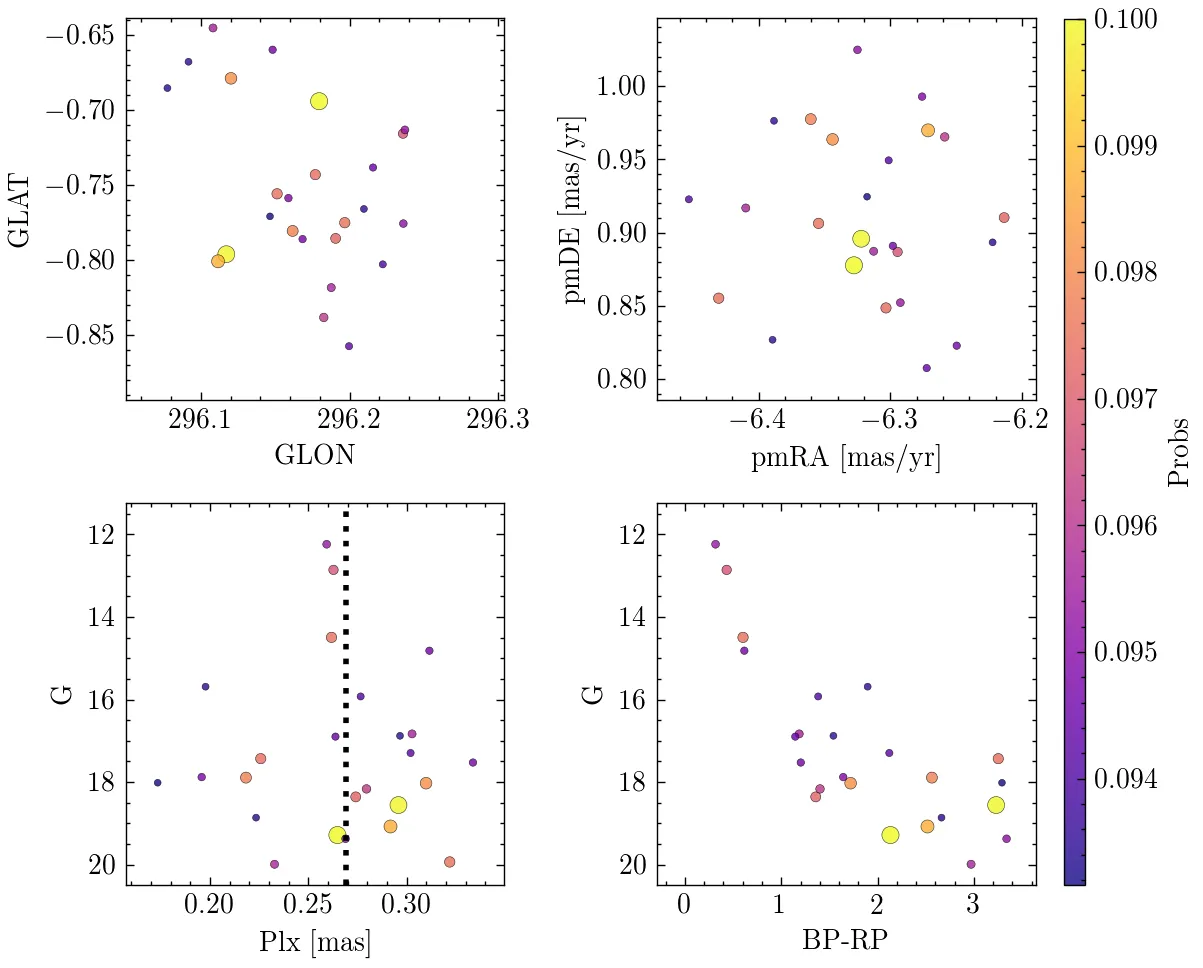 −0.65
−0.70
−0.75
−0.80
−0.85
GLAT
296.1 296.2 296.3
GLON
1.00
0.95
0.90
0.85
0.80
pmDE [mas/yr]
−6.4 −6.3 −6.2
pmRA [mas/yr]
12
14
16
18
20
G
0.20 0.25 0.30
Plx [mas]
12
14
16
18
20
G
0 1 2 3
BP-RP
0.100
0.099
0.098
0.097
0.096
0.095
0.094
Probs